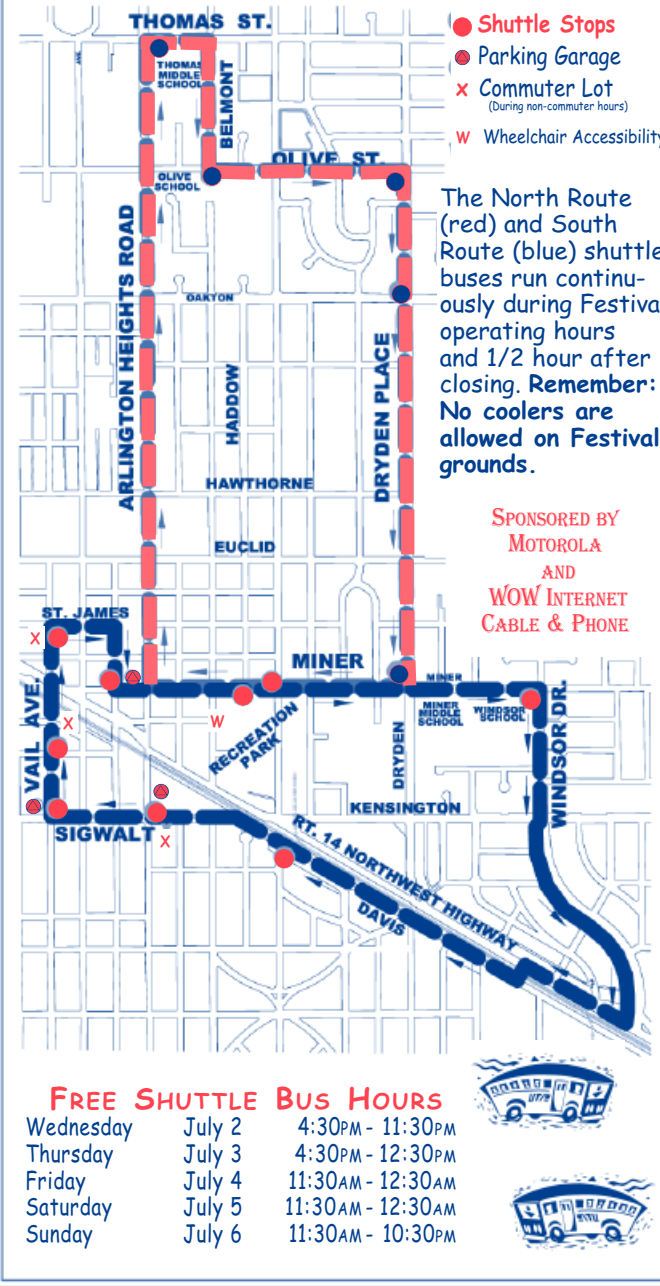 THOMAS ST.
Shuttle Stops
Parking Garage
x Commuter Lot
(During non-commuter hours)
w Wheelchair Accessibility
THOMAS
MIDDLE
SCHOOL
BELMONT
OLIVE ST.
OLIVE
SCHOOL
The North Route
(red) and South
Route (blue) shuttle
buses run continu-
ously during Festiva
operating hours
and 1/2 hour after
closing. Remember:
No coolers are
allowed on Festival
grounds.
ARLINGTON HEIGHTS ROAD
OAKTON
HADDOW
DRYDEN PLACE
HAWTHORNE
EUCLID
SPONSORED BY
MOTOROLA
AND
WOW INTERNET
CABLE & PHONE
ST. JAMES
x
MINER
MINER
MINER
MIDDLE
SCHOOL
WINDSOR
SCHOOL
VAIL AVE.
x
w
RECREATION
PARK
DRYDEN
WINDSOR DR.
KENSINGTON
SIGWALT
x
RT. 14 NORTHWEST HIGHWAY
DAVIS
FREE SHUTTLE BUS HOURS
Wednesday July 2 4:30PM - 11:30PM
Thursday July 3 4:30PM - 12:30PM
Friday July 4 11:30AM - 12:30AM
Saturday July 5 11:30AM - 12:30AM
Sunday July 6 11:30AM - 10:30PM